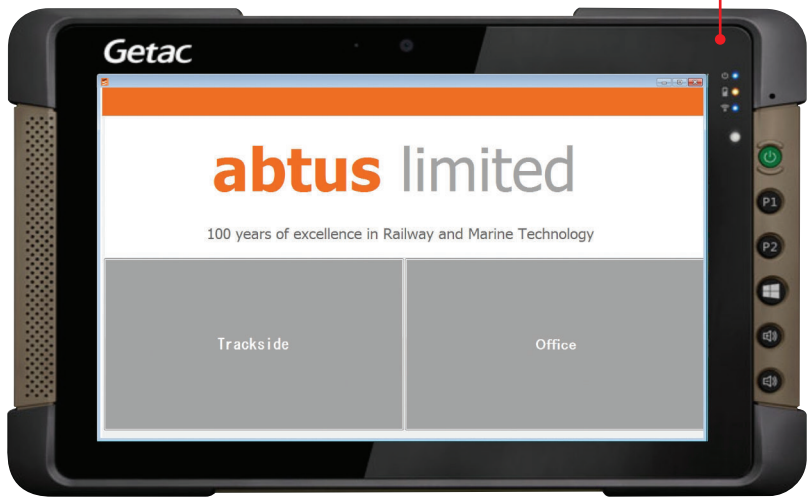 Getac
abtus limited
100 years of excellence in Railway and Marine Technology
Trackside
Office
P1
P2